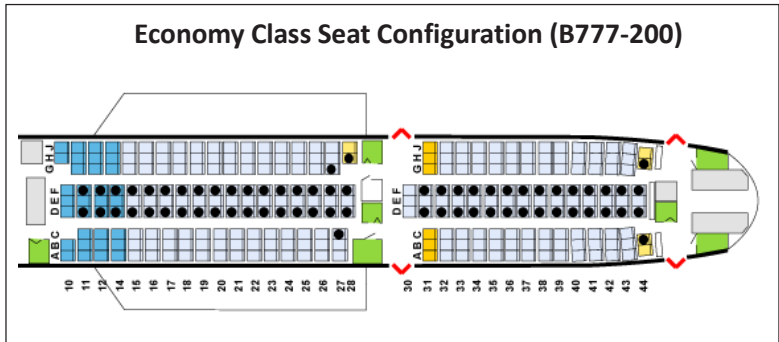 Economy Class Seat Configuration (B777-200)
G H J
G H J
D E F
D E F
A B C
A B C
10 11 12 14 15 16 17 18 19 20 21 22 23 24 25 26 27 28 30 31 32 33 34 35 36 37 38 39 40 41 42 43 44